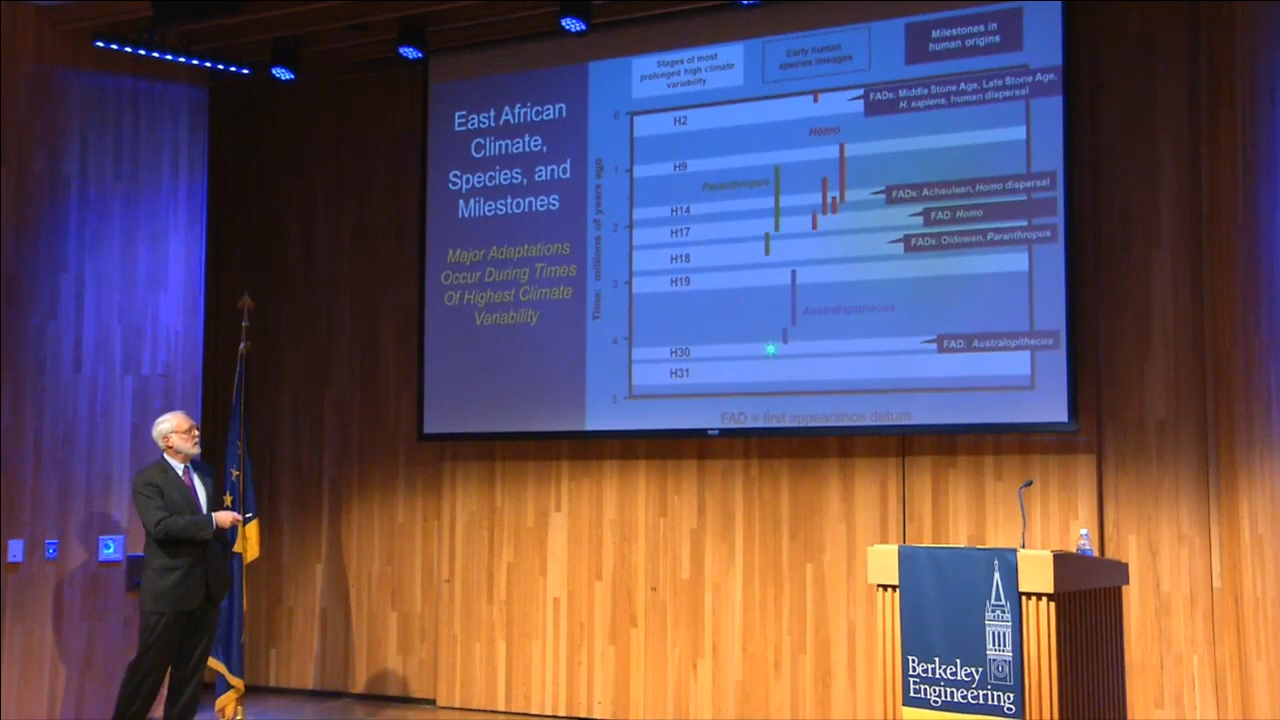 East African
Climate,
Species, and
Milestones
Major Adaptations
Occur During Times
Of Highest Climate
Variability
Stages of most
prolonged high climate
variability
Early human
species lineages
Milestones in
human origins
Time: millions of years ago
0
1
2
3
4
5
H2
H9
H14
H17
H18
H19
H30
H31
Homo
Paranthropus
Australopithecus
FADs: Middle Stone Age, Late Stone Age,
H. sapiens, human dispersal
FADs: Acheulean, Homo dispersal
FAD: Homo
FADs: Oldowan, Paranthropus
FAD: Australopithecus
FAD = first appearance datum
Berkeley
Engineering